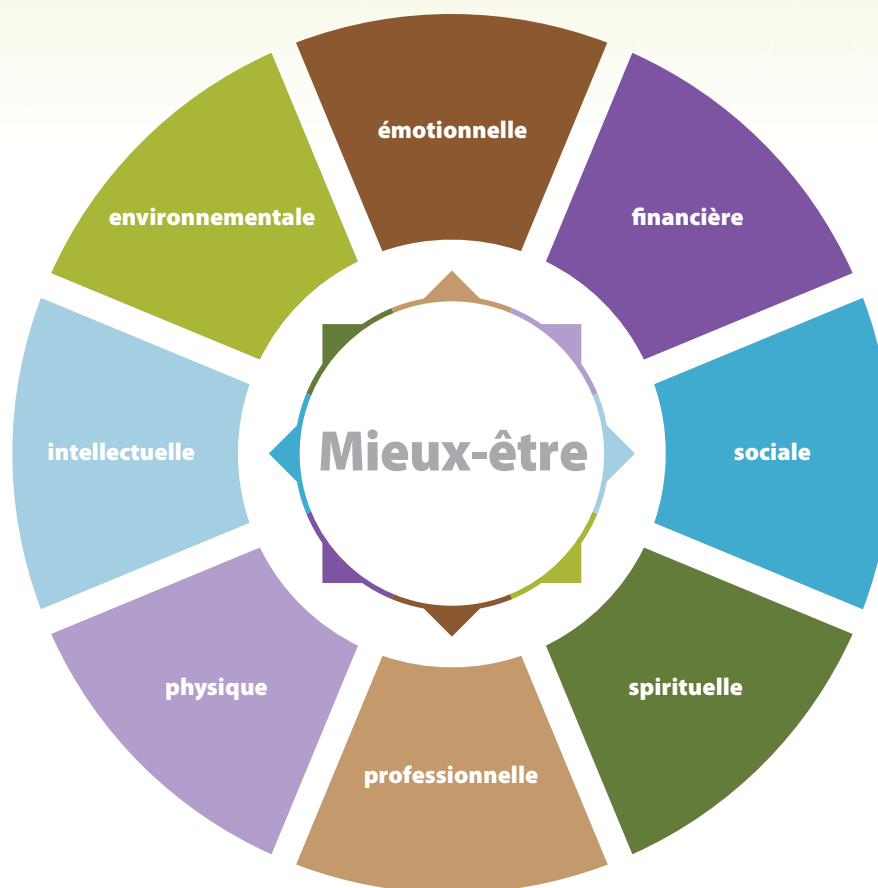 émotionnelle
financière
environnementale
sociale
Mieux-être
intellectuelle
spirituelle
physique
professionnelle